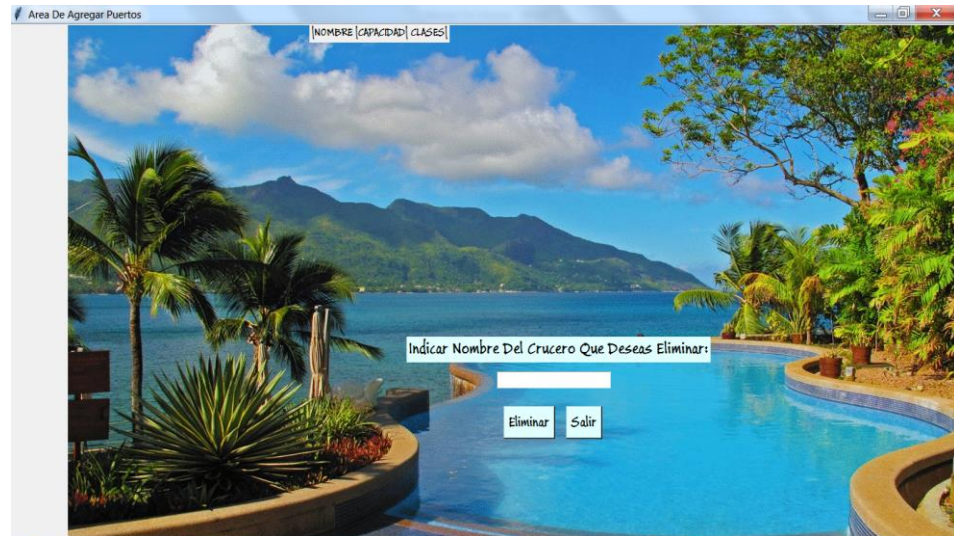 Area De Agregar Puertos
|NOMBRE |CAPACIDAD| CLASES|
Indicar Nombre Del Crucero Que Deseas Eliminar:
Eliminar Salir